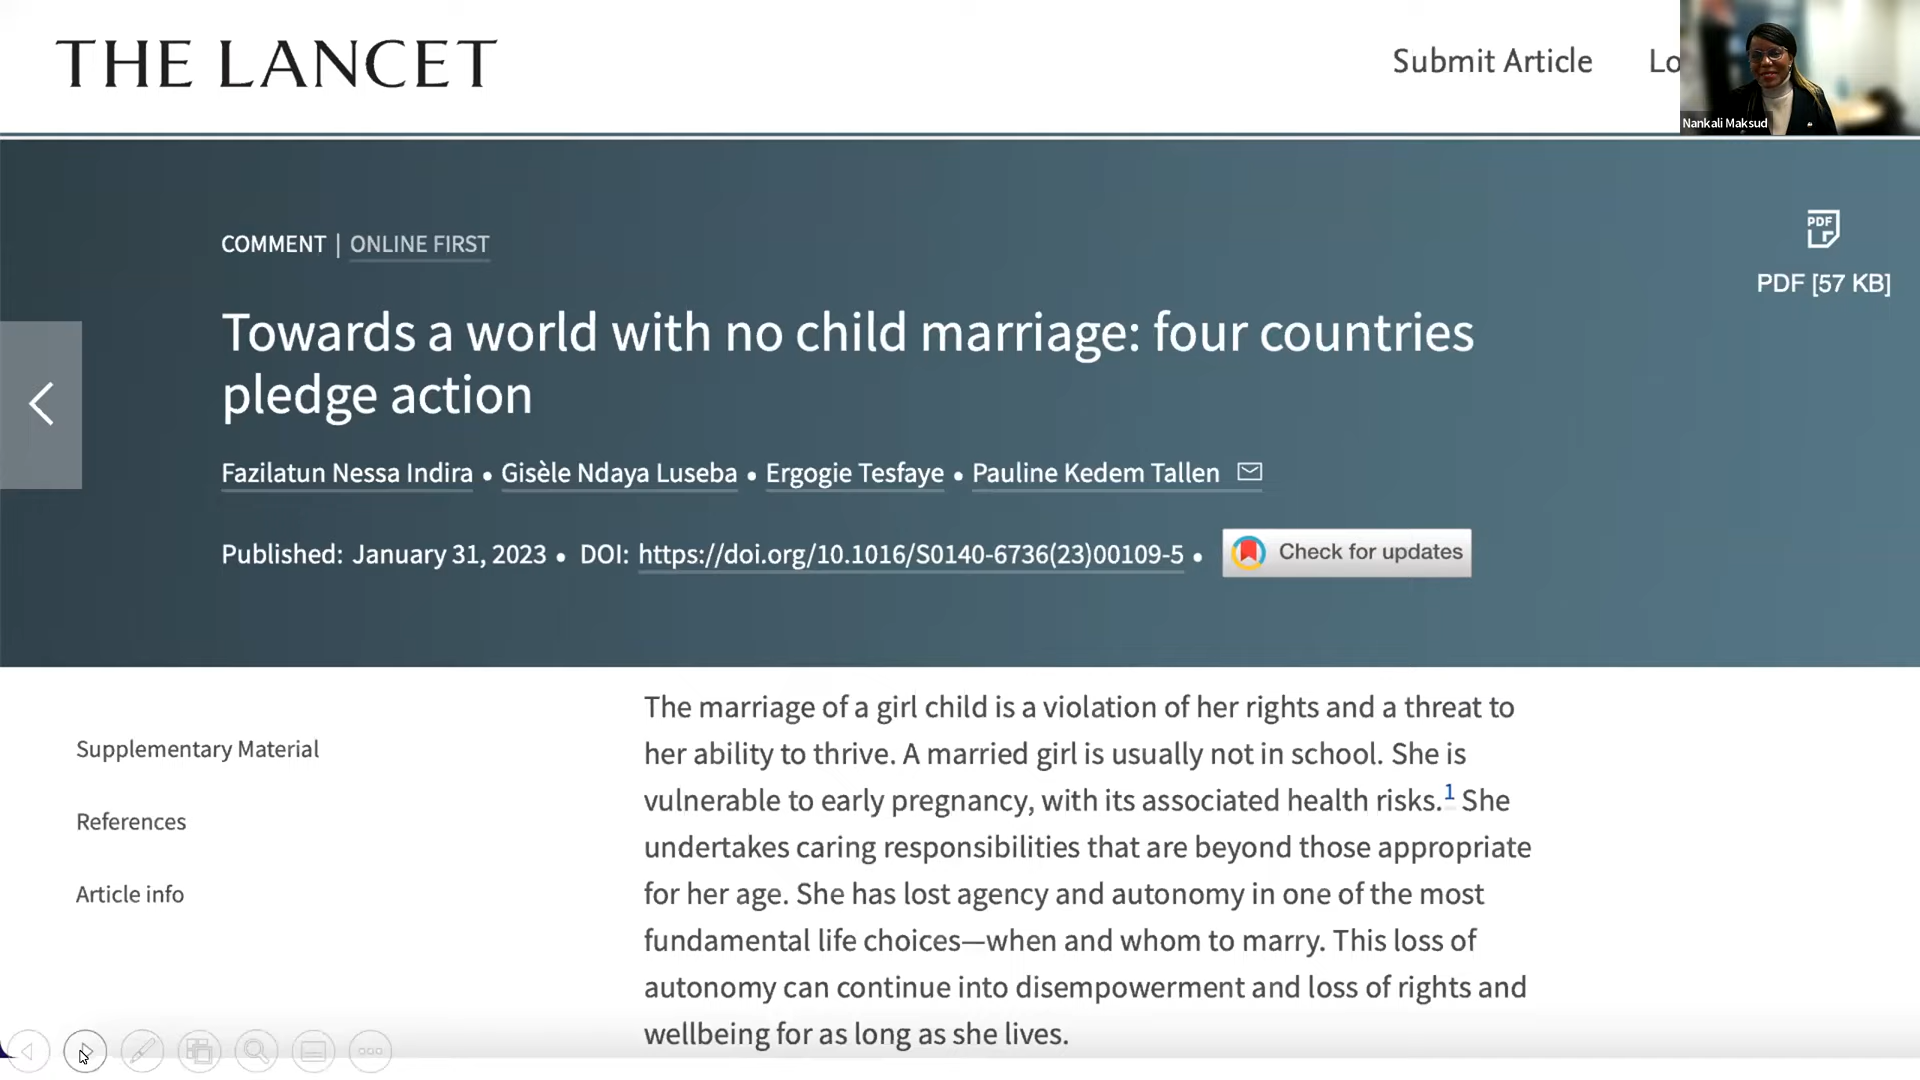 THE LANCET
Submit Article
Lo
Nankali Maksud
COMMENT | ONLINE FIRST
PDF
PDF [57 KB]
Towards a world with no child marriage: four countries
pledge action
Fazilatun Nessa Indira • Gisèle Ndaya Luseba • Ergogie Tesfaye • Pauline Kedem Tallen
Published: January 31, 2023 • DOI: https://doi.org/10.1016/S0140-6736(23)00109-5 •
Check for updates
Supplementary Material
References
Article info
The marriage of a girl child is a violation of her rights and a threat to
her ability to thrive. A married girl is usually not in school. She is
vulnerable to early pregnancy, with its associated health risks.1 She
undertakes caring responsibilities that are beyond those appropriate
for her age. She has lost agency and autonomy in one of the most
fundamental life choices—when and whom to marry. This loss of
autonomy can continue into disempowerment and loss of rights and
wellbeing for as long as she lives.